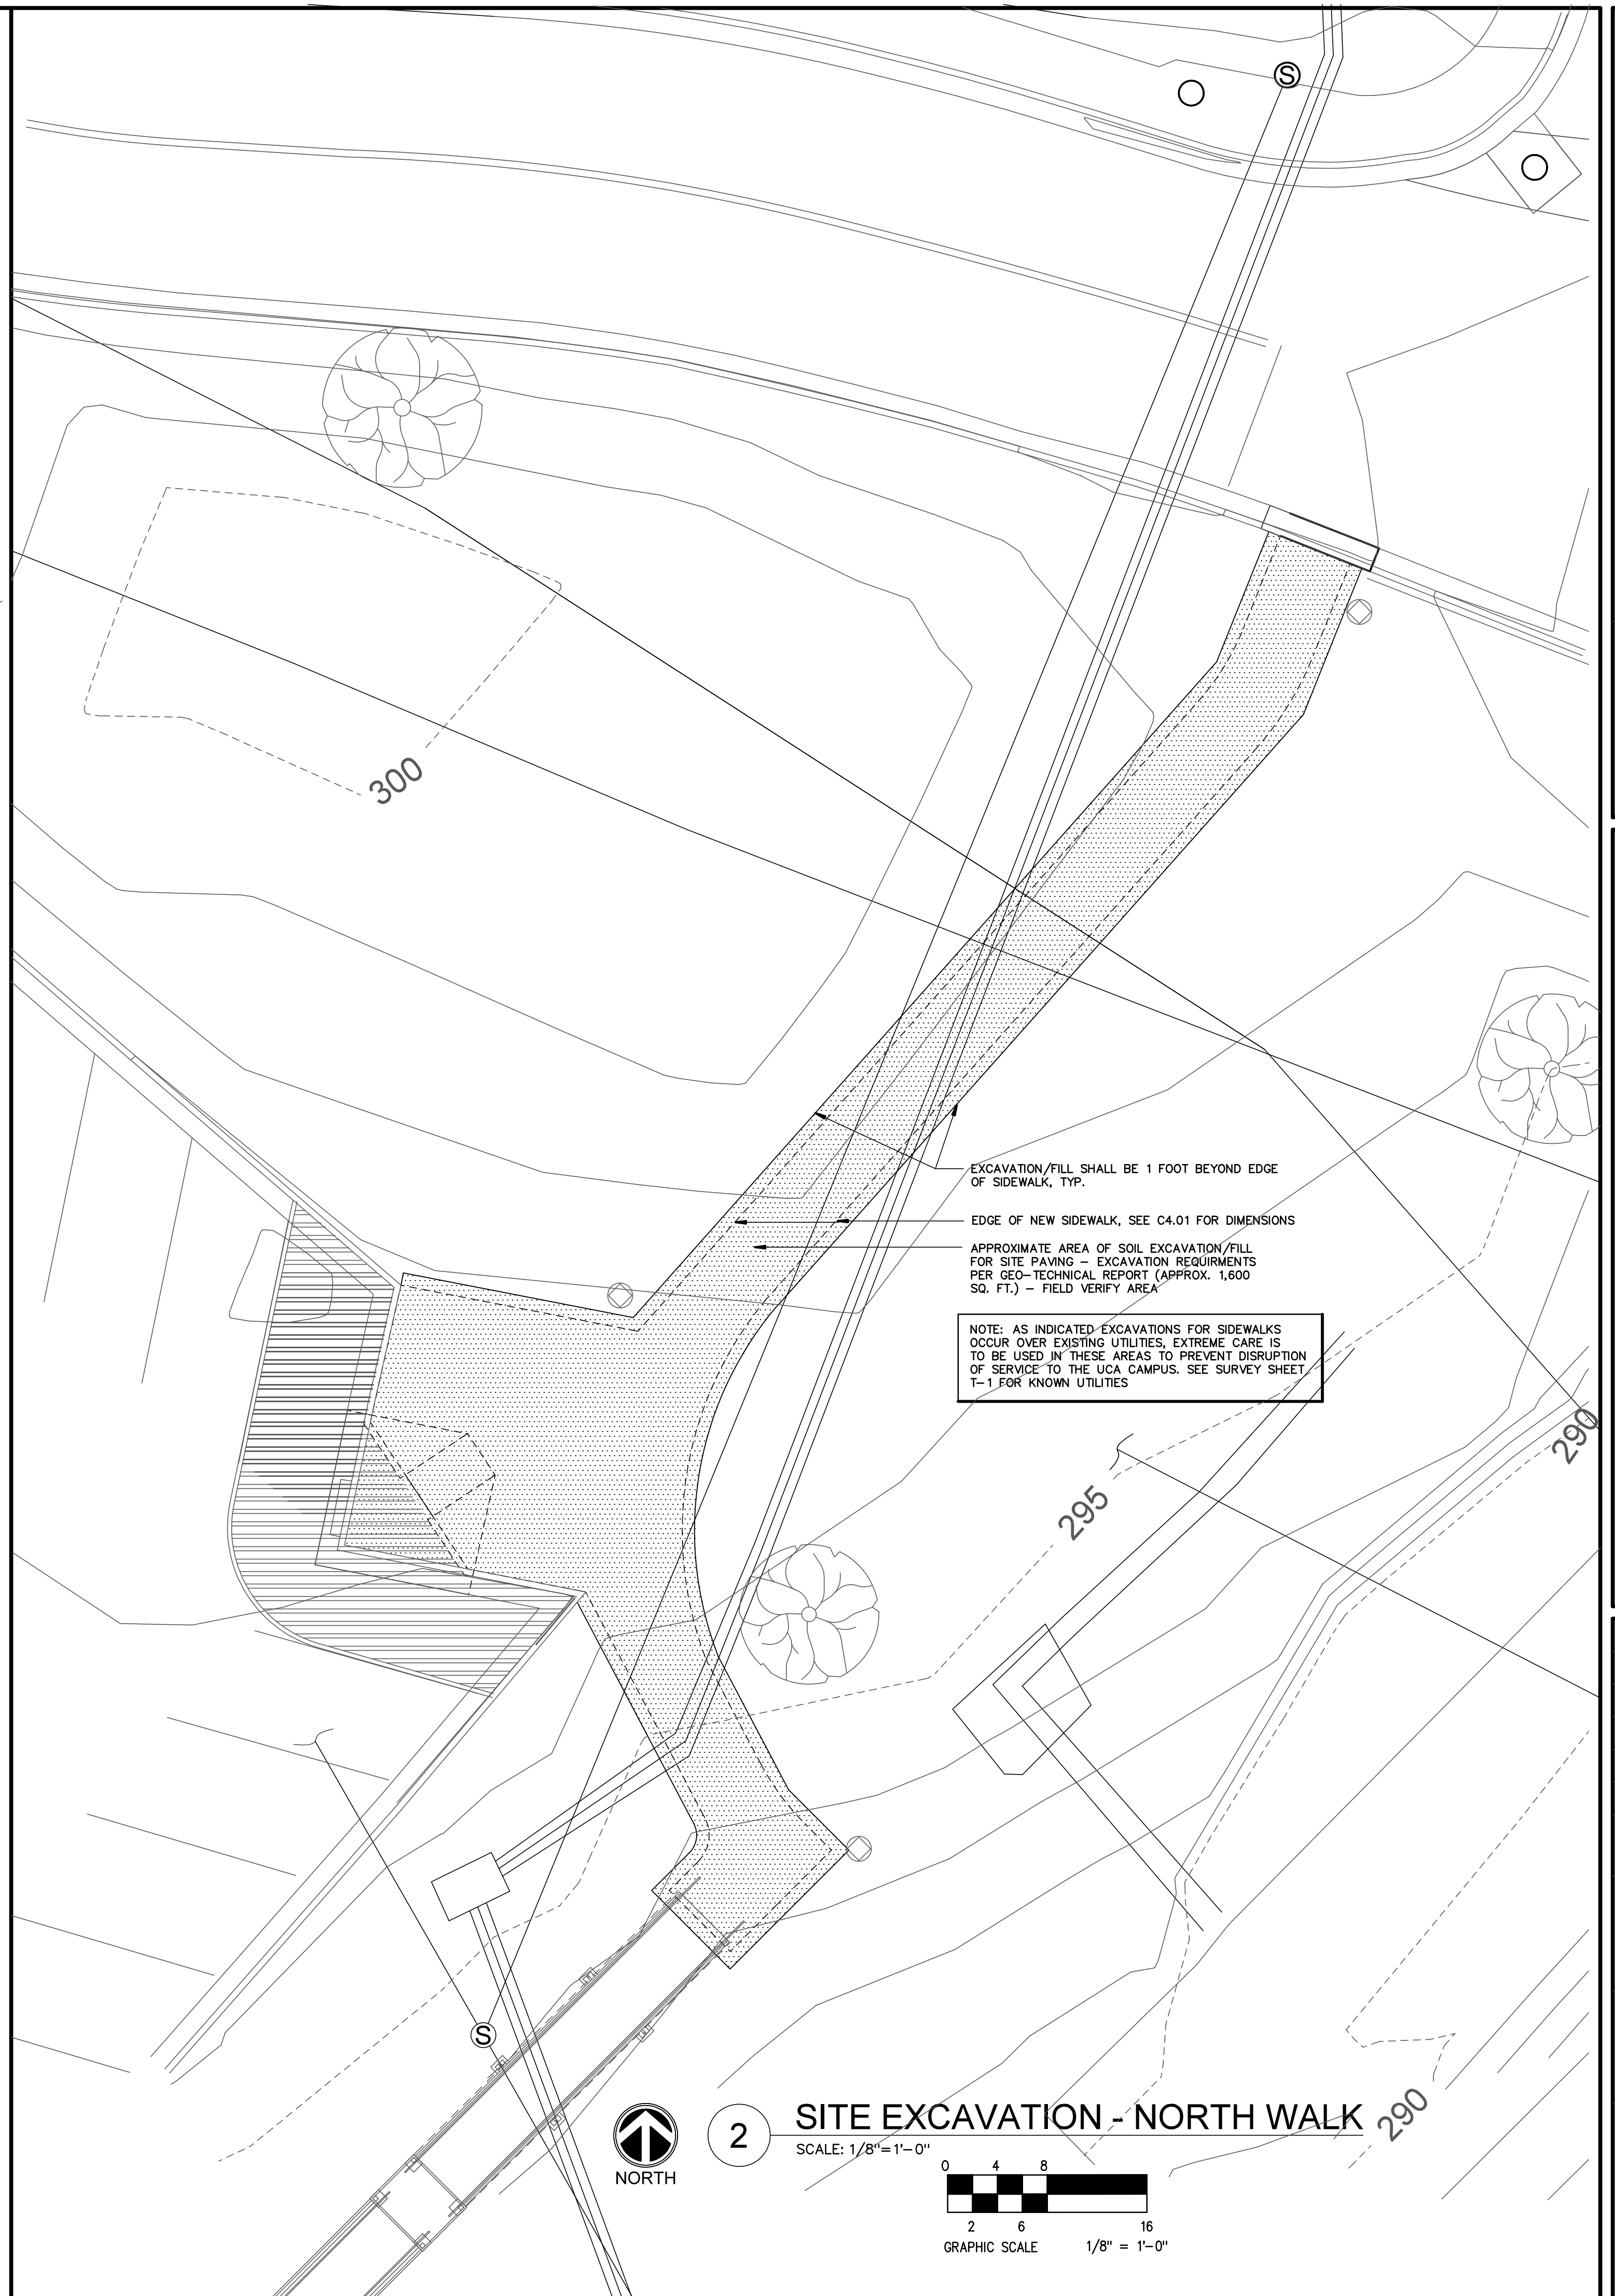 S
300
EXCAVATION/FILL SHALL BE 1 FOOT BEYOND EDGE
OF SIDEWALK, TYP.
EDGE OF NEW SIDEWALK, SEE C4.01 FOR DIMENSIONS
APPROXIMATE AREA OF SOIL EXCAVATION/FILL
FOR SITE PAVING – EXCAVATION REQUIRMENTS
PER GEO–TECHNICAL REPORT (APPROX. 1,600
SQ. FT.) – FIELD VERIFY AREA
NOTE: AS INDICATED EXCAVATIONS FOR SIDEWALKS
OCCUR OVER EXISTING UTILITIES, EXTREME CARE IS
TO BE USED IN THESE AREAS TO PREVENT DISRUPTION
OF SERVICE TO THE UCA CAMPUS. SEE SURVEY SHEET
T–1 FOR KNOWN UTILITIES
290
295
S
290
NORTH
2
SITE EXCAVATION - NORTH WALK
SCALE: 1/8"=1'–0"
0 4 8
2 6 16
GRAPHIC SCALE 1/8" = 1'–0"